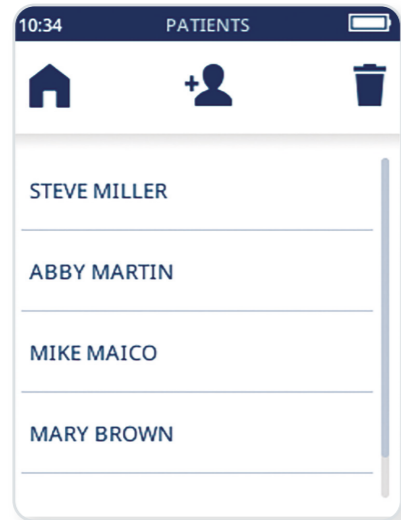 10:34 PATIENTS
STEVE MILLER
ABBY MARTIN
MIKE MAICO
MARY BROWN